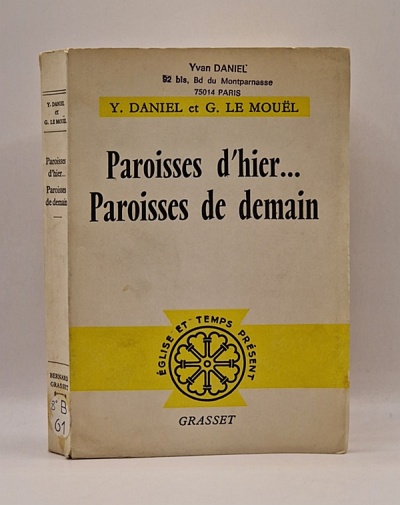 Yvan DANIEL
92 bis, Bd du Montparnasse
75014 PARIS
Y. DANIEL et G. LE MOUËL
Paroisses d'hier...
Paroisses de demain
ÉGLISE ET TEMPS PRÉSENT
GRASSET
Y. DANIEL
et
G. LE MOUËL
Paroisses
d'hier...
Paroisses
de demain
BERNARD
GRASSET
8° B
61